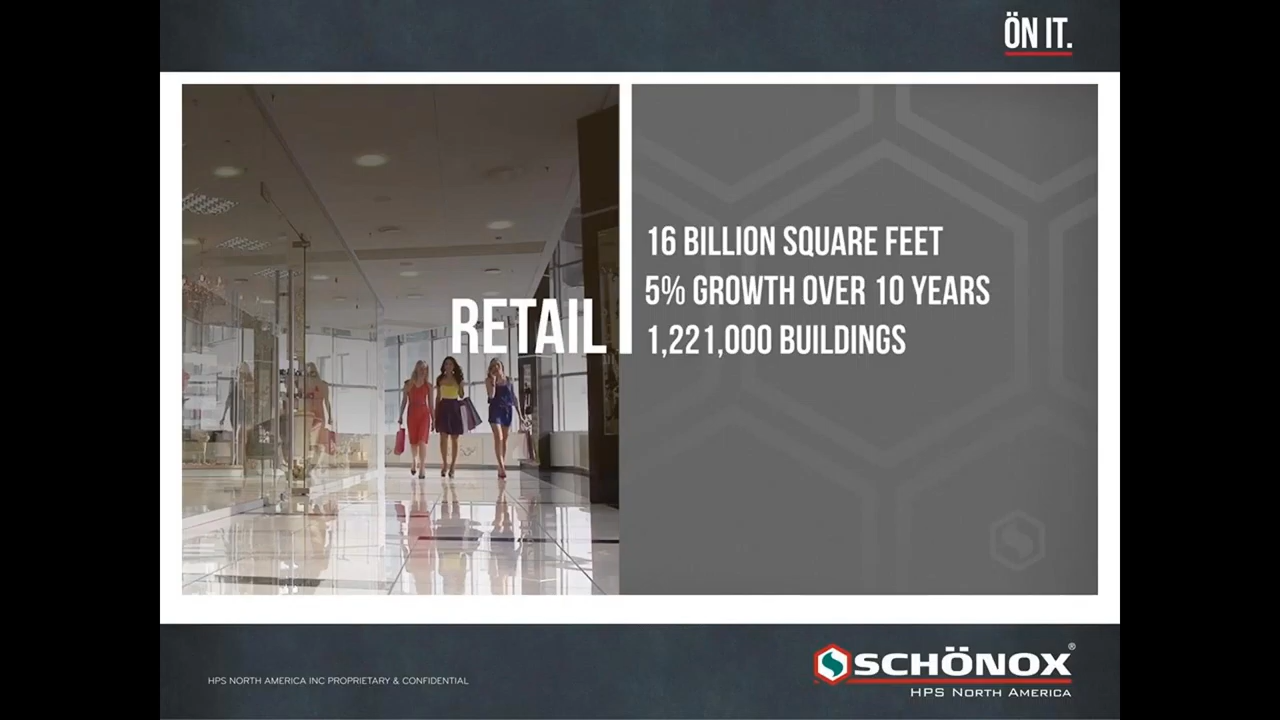 ÖN IT.
RETAIL
16 BILLION SQUARE FEET
5% GROWTH OVER 10 YEARS
1,221,000 BUILDINGS
HPS NORTH AMERICA INC PROPRIETARY & CONFIDENTIAL
SCHÖNOX®
HPS NORTH AMERICA